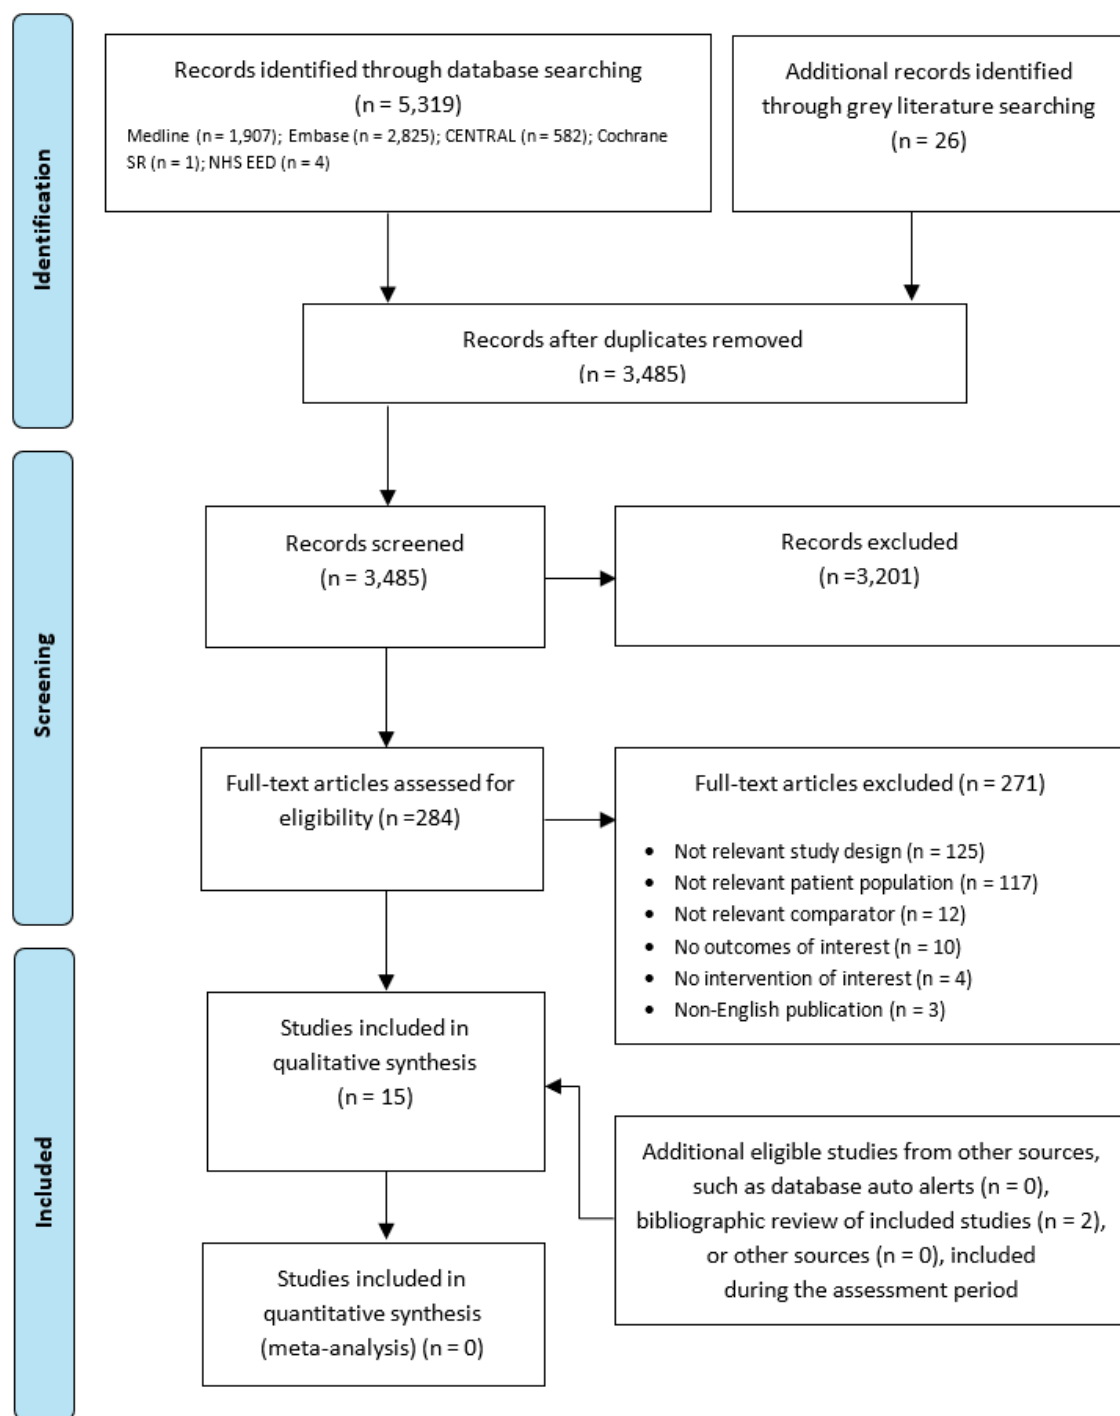 Identification
Records identified through database searching
(n = 5,319)
Medline (n = 1,907); Embase (n = 2,825); CENTRAL (n = 582); Cochrane
SR (n = 1); NHS EED (n = 4)
Additional records identified
through grey literature searching
(n = 26)
Records after duplicates removed
(n = 3,485)
Screening
Records screened
(n = 3,485)
Records excluded
(n =3,201)
Full-text articles assessed for
eligibility (n =284)
Full-text articles excluded (n = 271)
• Not relevant study design (n = 125)
• Not relevant patient population (n = 117)
• Not relevant comparator (n = 12)
• No outcomes of interest (n = 10)
• No intervention of interest (n = 4)
• Non-English publication (n = 3)
Included
Studies included in
qualitative synthesis
(n = 15)
Additional eligible studies from other sources,
such as database auto alerts (n = 0),
bibliographic review of included studies (n = 2),
or other sources (n = 0), included
during the assessment period
Studies included in
quantitative synthesis
(meta-analysis) (n = 0)